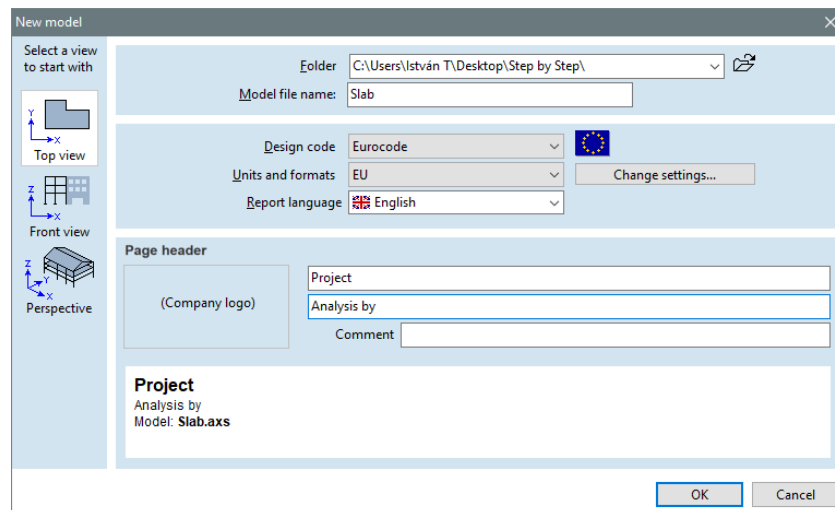 New model
Select a view
to start with
Top view
Front view
Perspective
Folder C:\Users\István T\Desktop\Step by Step\
Model file name: Slab
Design code Eurocode
Units and formats EU Change settings...
Report language English
Page header
(Company logo)
Project
Analysis by
Comment
Project
Analysis by
Model: Slab.axs
OK Cancel